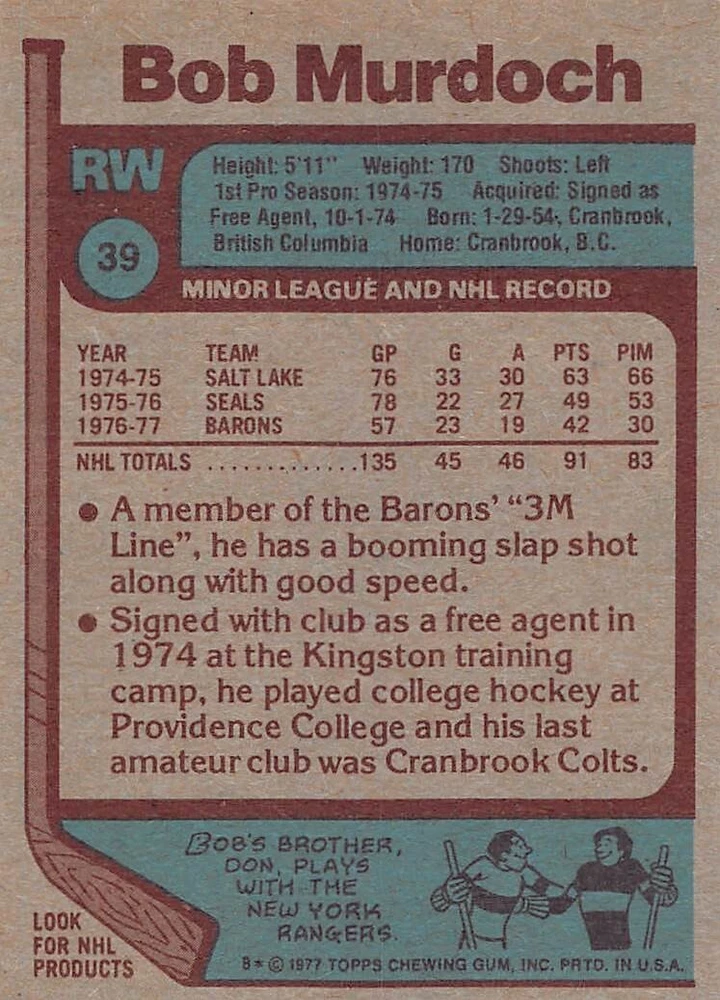 Bob Murdoch
RW
39
Height: 5'11" Weight: 170 Shoots: Left
1st Pro Season: 1974-75 Acquired: Signed as
Free Agent, 10-1-74 Born: 1-29-54, Cranbrook,
British Columbia Home: Cranbrook, B.C.
MINOR LEAGUE AND NHL RECORD
YEAR TEAM GP G A PTS PIM
1974-75 SALT LAKE 76 33 30 63 66
1975-76 SEALS 78 22 27 49 53
1976-77 BARONS 57 23 19 42 30
NHL TOTALS .............135 45 46 91 83
● A member of the Barons' “3M
Line”, he has a booming slap shot
along with good speed.
● Signed with club as a free agent in
1974 at the Kingston training
camp, he played college hockey at
Providence College and his last
amateur club was Cranbrook Colts.
BOB'S BROTHER,
DON, PLAYS
WITH THE
NEW YORK
RANGERS.
LOOK
FOR NHL
PRODUCTS
B* © 1977 TOPPS CHEWING GUM, INC. PRTD. IN U.S.A.